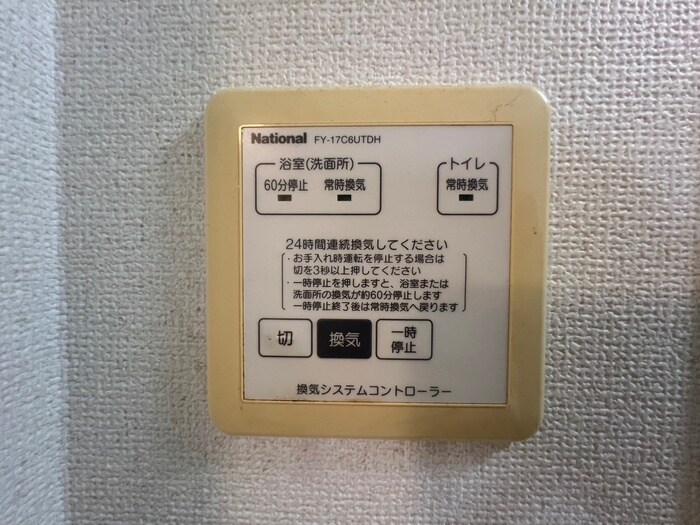 National FY-17C6UTDH
浴室(洗面所) トイレ
60分停止 常時換気 常時換気
24時間連続換気してください
・お手入れ時運転を停止する場合は
切を3秒以上押してください
・一時停止を押しますと、浴室または
洗面所の換気が約60分停止します
一時停止終了後は常時換気へ戻ります
切 換気 一時
停止
換気システムコントローラー